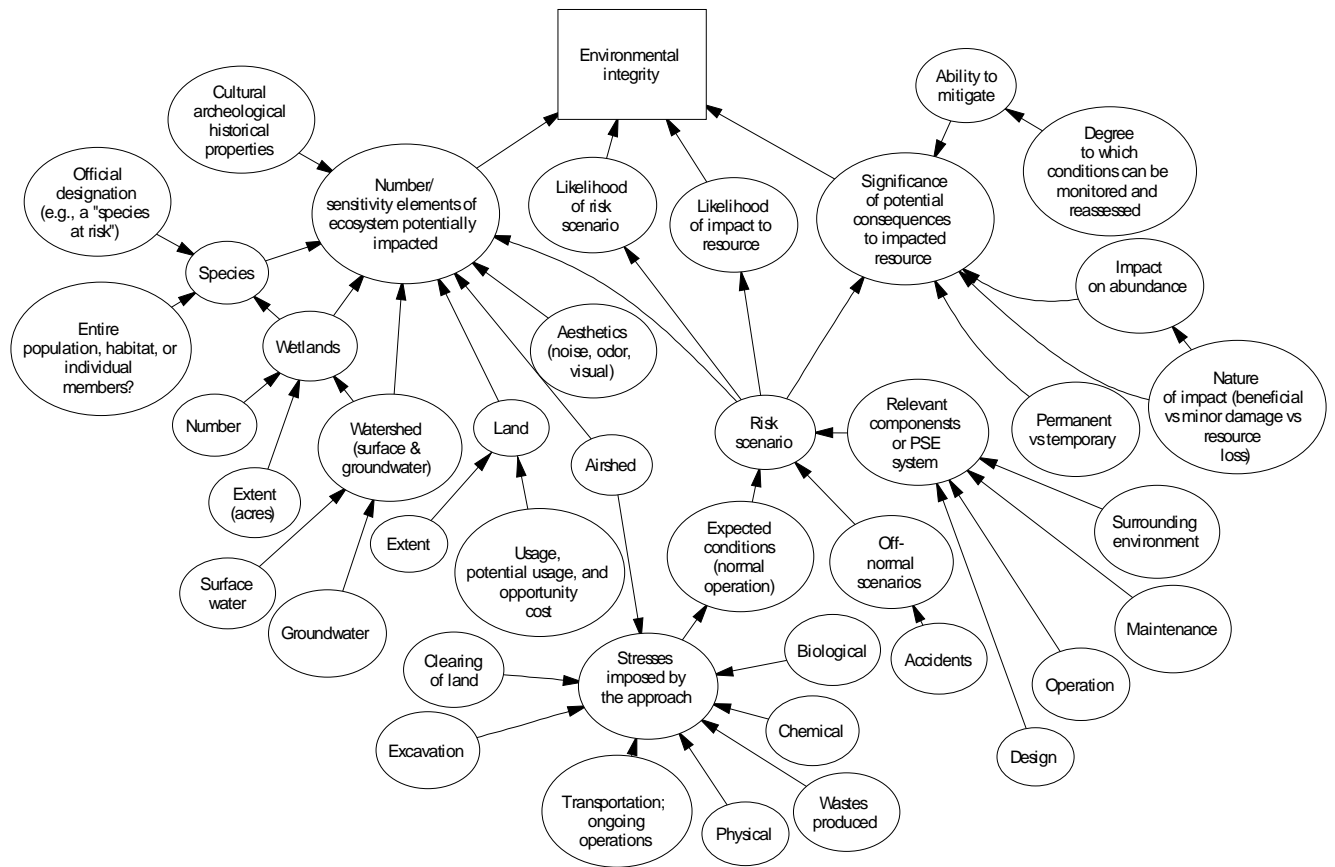 Environmental
integrity
Cultural
archeological
historical
properties
Ability to
mitigate
Degree
to which
conditions can be
monitored and
reassessed
Official
designation
(e.g., a "species
at risk")
Number/
sensitivity elements of
ecosystem potentially
impacted
Likelihood
of risk
scenario
Likelihood
of impact to
resource
Significance
of potential
consequences
to impacted
resource
Species
Impact
on abundance
Entire
population, habitat, or
individual
members?
Wetlands
Aesthetics
(noise, odor,
visual)
Number
Watershed
(surface &
groundwater)
Land
Airshed
Risk
scenario
Relevant
componensts
or PSE
system
Permanent
vs temporary
Nature
of impact (beneficial
vs minor damage vs
resource
loss)
Extent
(acres)
Extent
Usage,
potential usage, and
opportunity
cost
Expected
conditions
(normal
operation)
Off-
normal
scenarios
Surrounding
environment
Surface
water
Groundwater
Clearing
of land
Stresses
imposed by
the approach
Biological
Accidents
Operation
Maintenance
Excavation
Chemical
Design
Transportation;
ongoing
operations
Physical
Wastes
produced